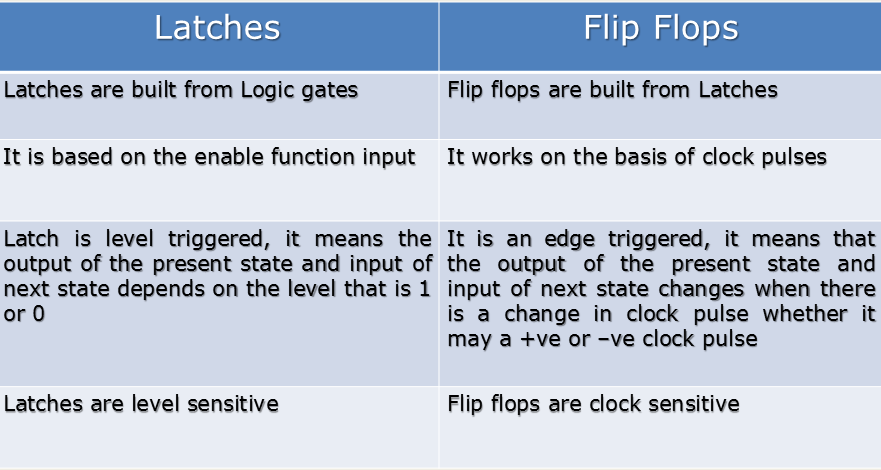 Latches
Flip Flops
Latches are built from Logic gates
Flip flops are built from Latches
It is based on the enable function input
It works on the basis of clock pulses
Latch is level triggered, it means the
output of the present state and input of
next state depends on the level that is 1
or 0
It is an edge triggered, it means that
the output of the present state and
input of next state changes when there
is a change in clock pulse whether it
may a +ve or –ve clock pulse
Latches are level sensitive
Flip flops are clock sensitive